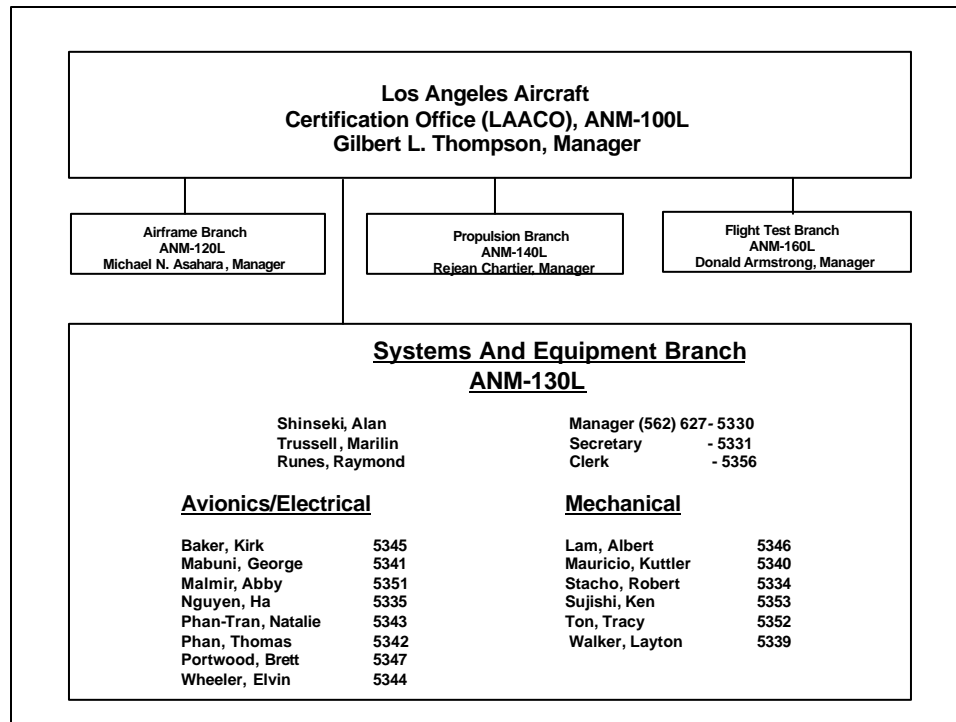 Los Angeles Aircraft
Certification Office (LAACO), ANM-100L
Gilbert L. Thompson, Manager
Airframe Branch
ANM-120L
Michael N. Asahara, Manager
Propulsion Branch
ANM-140L
Rejean Chartier, Manager
Flight Test Branch
ANM-160L
Donald Armstrong, Manager
Systems And Equipment Branch
ANM-130L
Shinseki, Alan Manager (562) 627- 5330
Trussell, Marilin Secretary - 5331
Runes, Raymond Clerk - 5356
Avionics/Electrical
Baker, Kirk 5345
Mabuni, George 5341
Malmir, Abby 5351
Nguyen, Ha 5335
Phan-Tran, Natalie 5343
Phan, Thomas 5342
Portwood, Brett 5347
Wheeler, Elvin 5344
Mechanical
Lam, Albert 5346
Mauricio, Kuttler 5340
Stacho, Robert 5334
Sujishi, Ken 5353
Ton, Tracy 5352
Walker, Layton 5339